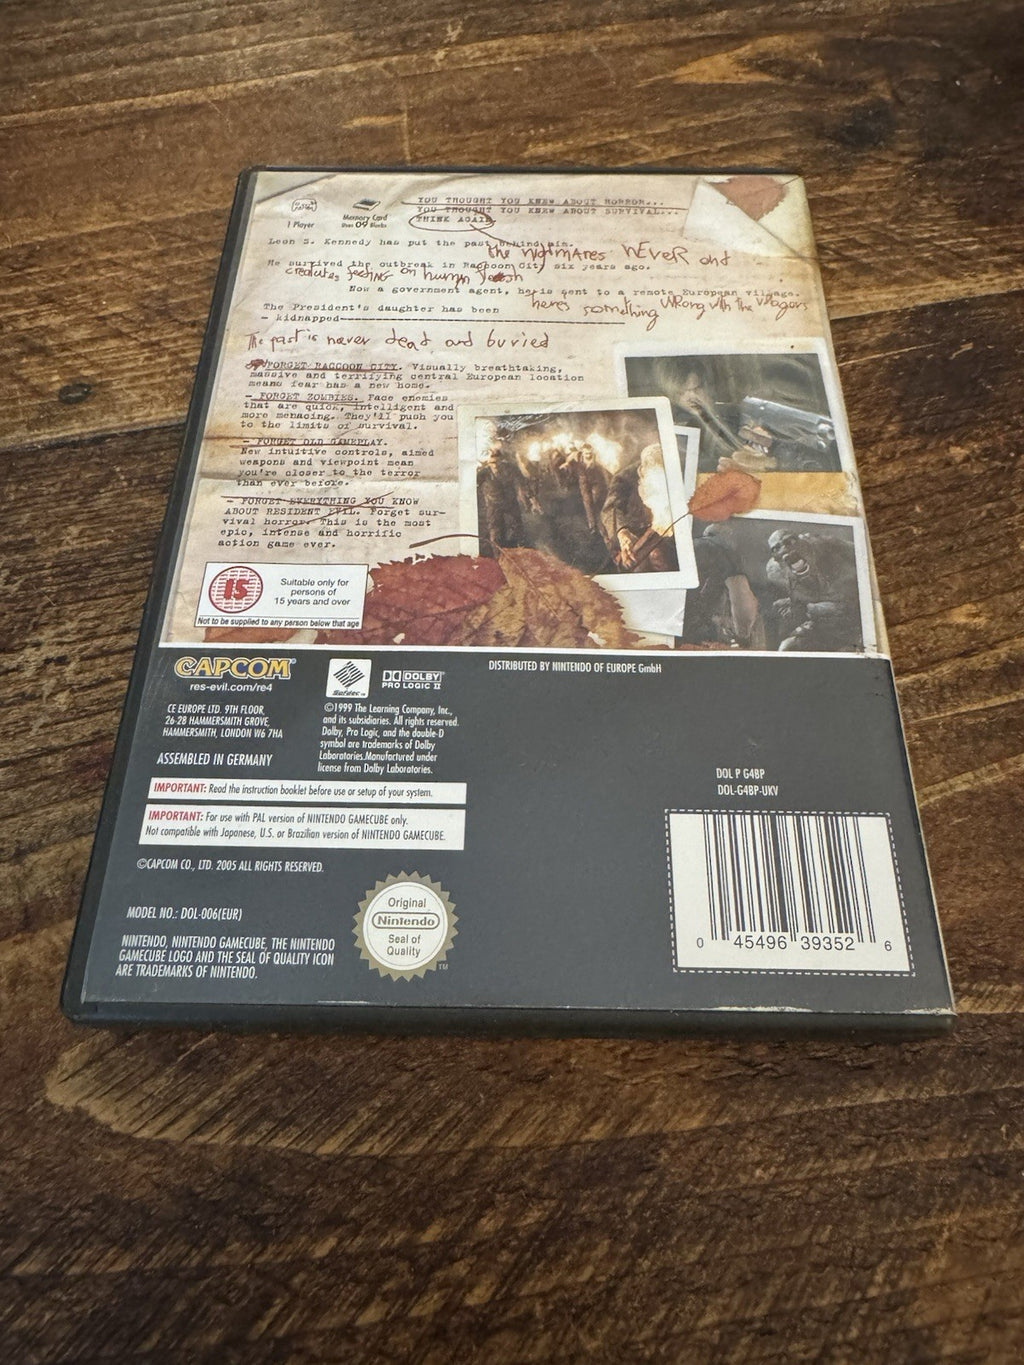 1 Player
Memory Card
Uses 09 Blocks
YOU THOUGHT YOU KNEW ABOUT HORROR...
YOU THOUGHT YOU KNEW ABOUT SURVIVAL...
THINK AGAIN.
Leon S. Kennedy has put the past behind him.
the nightmares NEVER end
He survived the outbreak in Raccoon City six years ago.
creatures feeding on human flesh
Now a government agent, he is sent to a remote European village.
heres something wrong with the villagers
The President's daughter has been
- kidnapped
The past is never dead and buried
- FORGET RACCOON CITY. Visually breathtaking,
massive and terrifying central European location
means fear has a new home.
- FORGET ZOMBIES. Face enemies
that are quick, intelligent and
more menacing. They'll push you
to the limits of survival.
- FORGET OLD GAMEPLAY.
New intuitive controls, aimed
weapons and viewpoint mean
you're closer to the terror
than ever before.
- FORGET EVERYTHING YOU KNOW
ABOUT RESIDENT EVIL. Forget sur-
vival horror. This is the most
epic, intense and horrific
action game ever.
15
Suitable only for
persons of
15 years and over
Not to be supplied to any person below that age
CAPCOM®
res-evil.com/re4
Sofdec™
DOLBY
PRO LOGIC II
DISTRIBUTED BY NINTENDO OF EUROPE GmbH
CE EUROPE LTD. 9TH FLOOR,
26-28 HAMMERSMITH GROVE,
HAMMERSMITH, LONDON W6 7HA
ASSEMBLED IN GERMANY
©1999 The Learning Company, Inc.,
and its subsidiaries. All rights reserved.
Dolby, Pro Logic, and the double-D
symbol are trademarks of Dolby
Laboratories.Manufactured under
license from Dolby Laboratories.
IMPORTANT: Read the instruction booklet before use or setup of your system.
IMPORTANT: For use with PAL version of NINTENDO GAMECUBE only.
Not compatible with Japanese, U.S. or Brazilian version of NINTENDO GAMECUBE.
©CAPCOM CO., LTD. 2005 ALL RIGHTS RESERVED.
MODEL NO.: DOL-006(EUR)
NINTENDO, NINTENDO GAMECUBE, THE NINTENDO
GAMECUBE LOGO AND THE SEAL OF QUALITY ICON
ARE TRADEMARKS OF NINTENDO.
Original
Nintendo
Seal of
Quality
TM
DOL P G4BP
DOL-G4BP-UKV
0 45496 39352 6